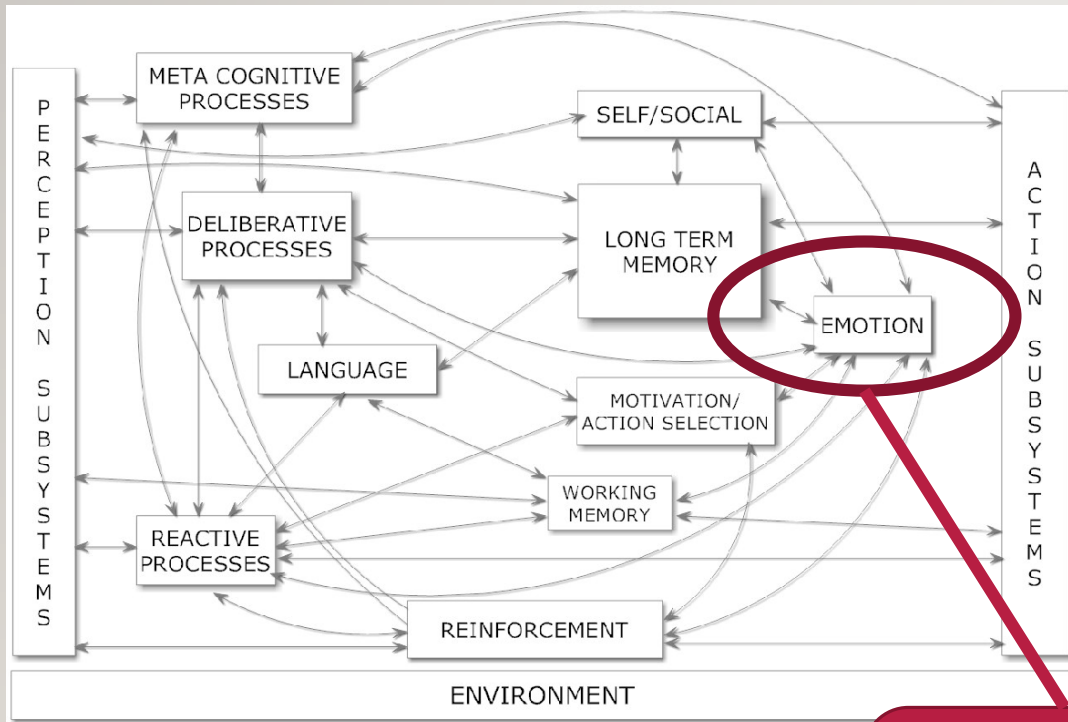 META COGNITIVE
PROCESSES
PERCEPTION SUBSYSTEMS
SELF/SOCIAL
ACTION SUBSYSTEMS
DELIBERATIVE
PROCESSES
LONG TERM
MEMORY
EMOTION
LANGUAGE
MOTIVATION/
ACTION SELECTION
WORKING
MEMORY
REACTIVE
PROCESSES
REINFORCEMENT
ENVIRONMENT